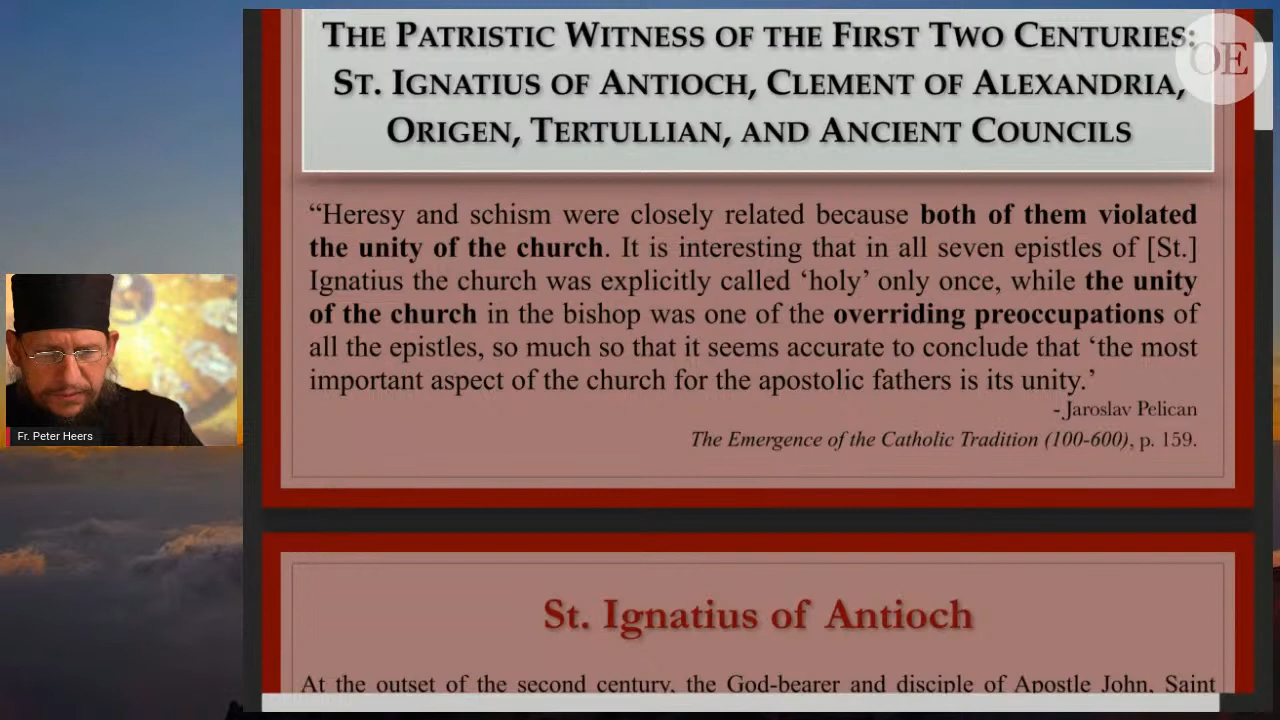 THE PATRISTIC WITNESS OF THE FIRST TWO CENTURIES:
ST. IGNATIUS OF ANTIOCH, CLEMENT OF ALEXANDRIA,
ORIGEN, TERTULLIAN, AND ANCIENT COUNCILS
OE
“Heresy and schism were closely related because both of them violated
the unity of the church. It is interesting that in all seven epistles of [St.]
Ignatius the church was explicitly called ‘holy’ only once, while the unity
of the church in the bishop was one of the overriding preoccupations of
all the epistles, so much so that it seems accurate to conclude that ‘the most
important aspect of the church for the apostolic fathers is its unity.’
- Jaroslav Pelican
The Emergence of the Catholic Tradition (100-600), p. 159.
Fr. Peter Heers
St. Ignatius of Antioch
At the outset of the second century, the God-bearer and disciple of Apostle John, Saint